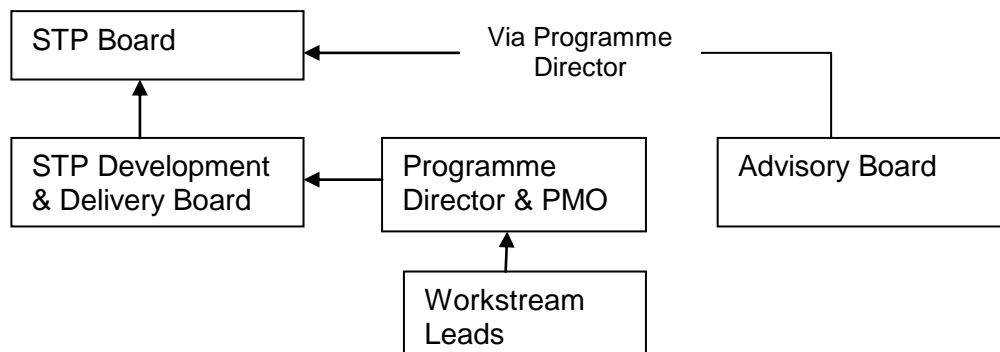 STP Board
Via Programme
Director
STP Development
& Delivery Board
Programme
Director & PMO
Advisory Board
Workstream
Leads